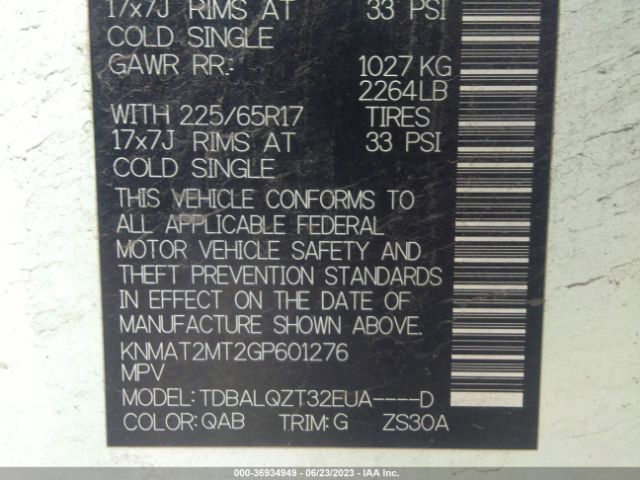 17x7J RIMS AT 33 PSI
COLD SINGLE
GAWR RR.: 1027 KG
2264LB
WITH 225/65R17 TIRES
17x7J RIMS AT 33 PSI
COLD SINGLE
THIS VEHICLE CONFORMS TO
ALL APPLICABLE FEDERAL
MOTOR VEHICLE SAFETY AND
THEFT PREVENTION STANDARDS
IN EFFECT ON THE DATE OF
MANUFACTURE SHOWN ABOVE.
KNMAT2MT2GP601276
MPV
MODEL: TDBALQZT32EUA----D
COLOR: QAB TRIM: G ZS30A
000-36934949 - 06/23/2023 - IAA Inc.